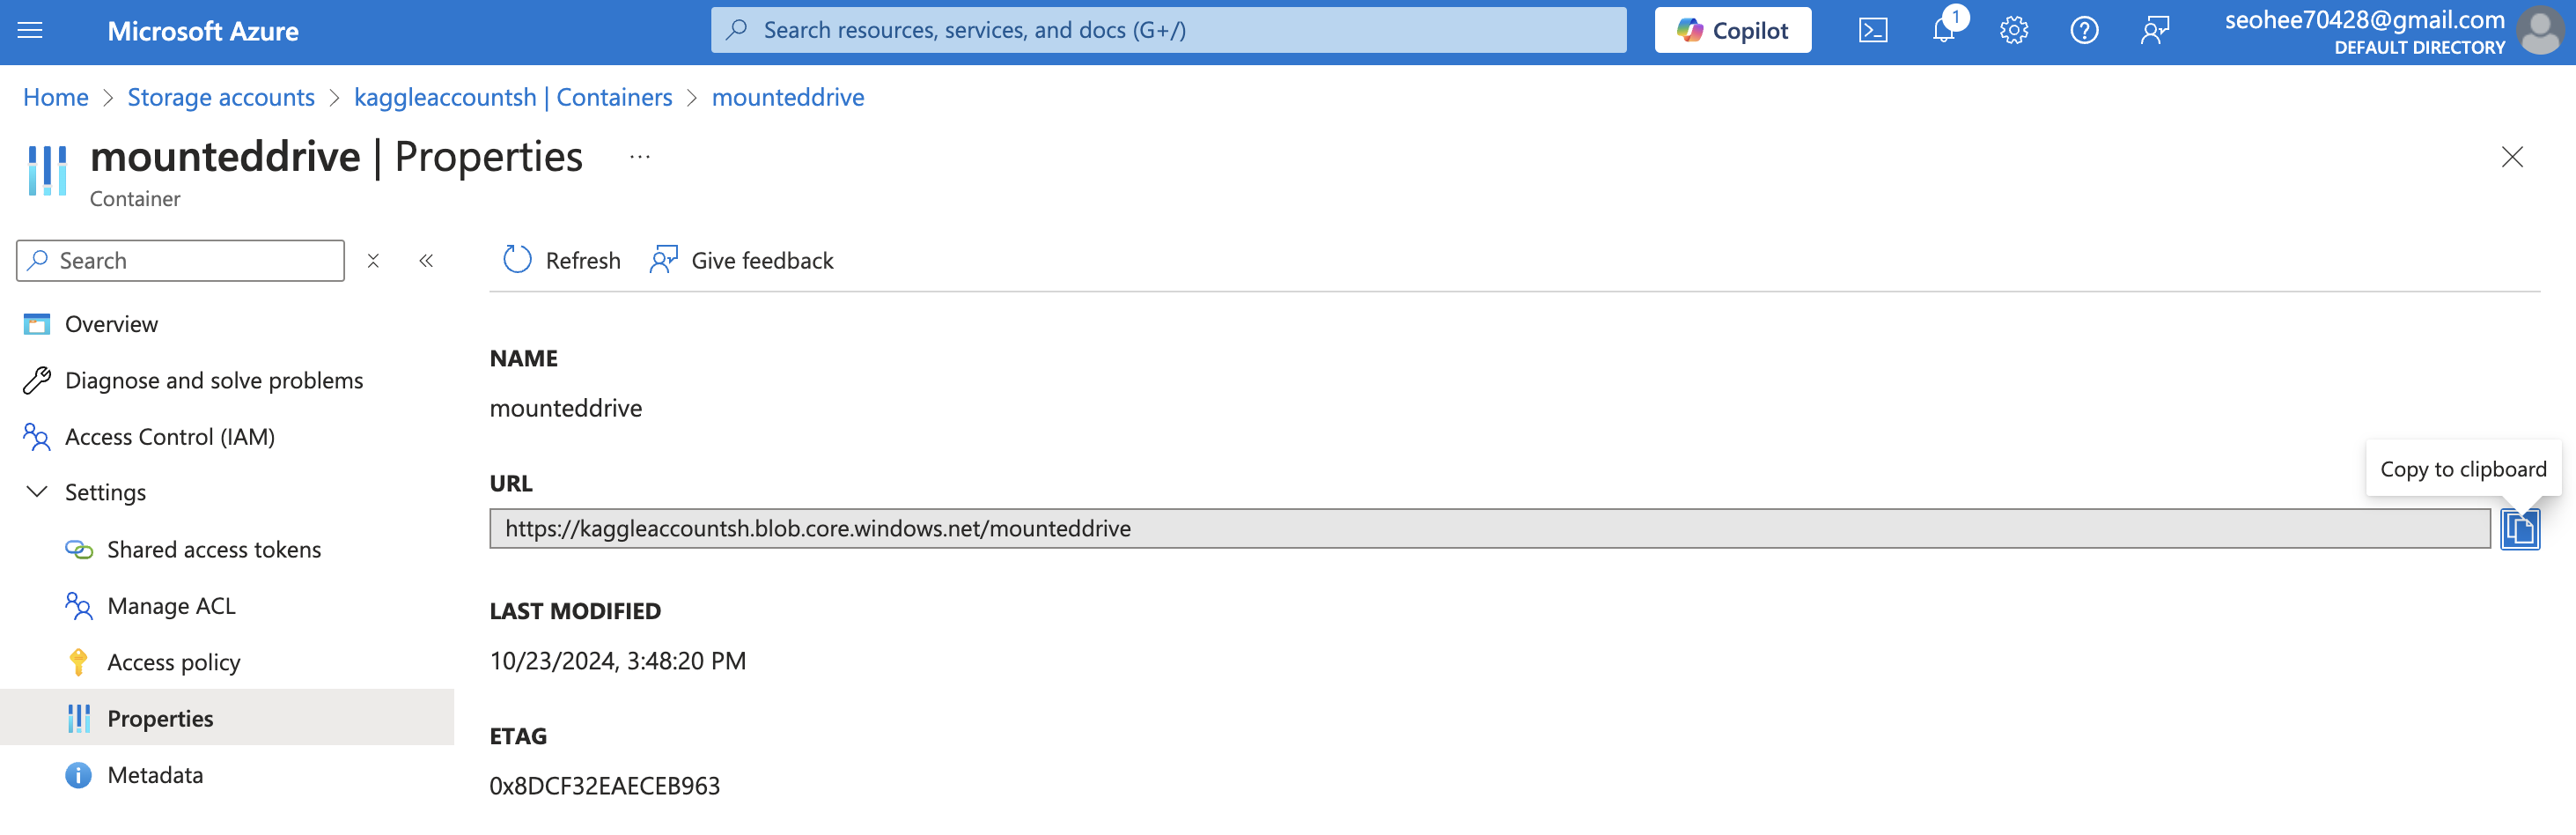 Microsoft Azure
Search resources, services, and docs (G+/)
Copilot
1
seohee70428@gmail.com
DEFAULT DIRECTORY
Home > Storage accounts > kaggleaccountsh | Containers > mounteddrive
mounteddrive | Properties ...
Container
Search
Refresh
Give feedback
Overview
Diagnose and solve problems
Access Control (IAM)
Settings
Shared access tokens
Manage ACL
Access policy
Properties
Metadata
NAME
mounteddrive
URL
Copy to clipboard
https://kaggleaccountsh.blob.core.windows.net/mounteddrive
LAST MODIFIED
10/23/2024, 3:48:20 PM
ETAG
0x8DCF32EAECEB963